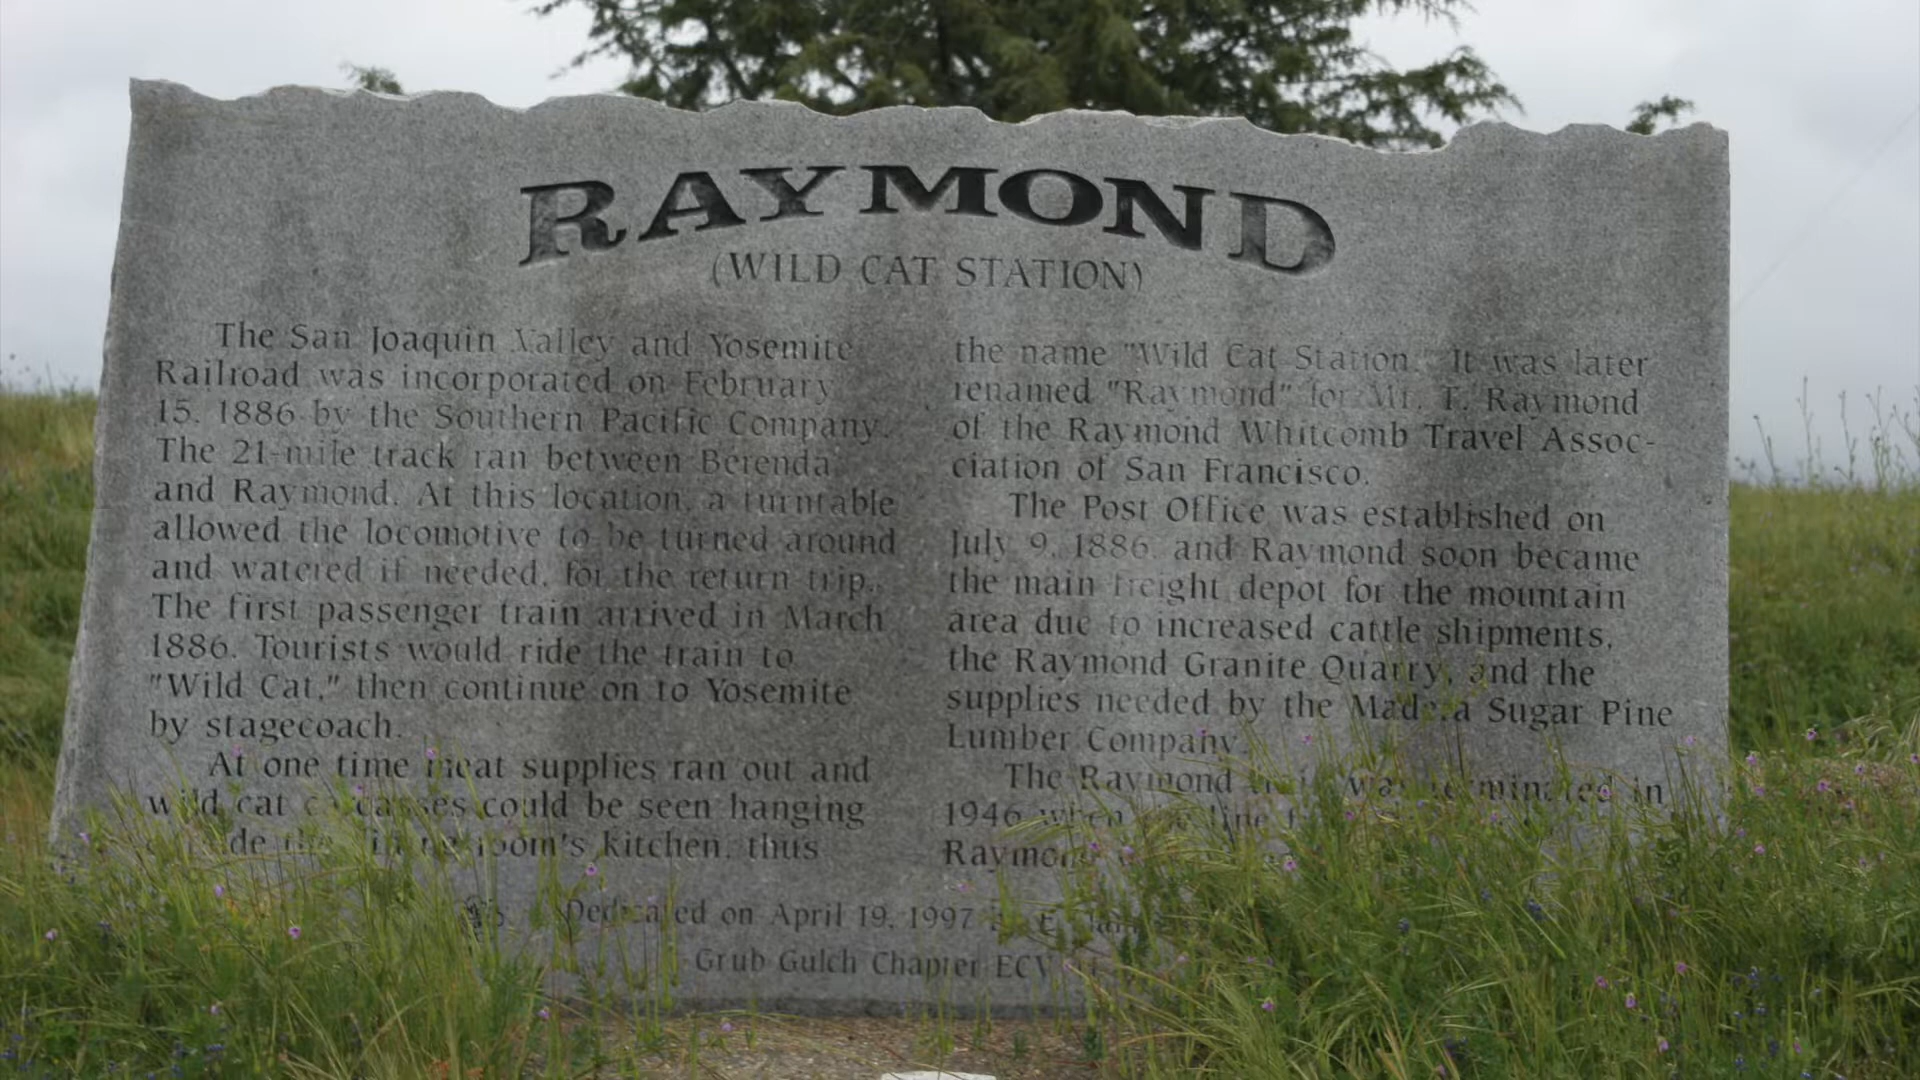 RAYMOND
(WILD CAT STATION)
The San Joaquin Valley and Yosemite
Railroad was incorporated on February
15, 1886 by the Southern Pacific Company.
The 21-mile track ran between Berenda
and Raymond. At this location, a turntable
allowed the locomotive to be turned around
and watered if needed, for the return trip.
The first passenger train arrived in March
1886. Tourists would ride the train to
"Wild Cat," then continue on to Yosemite
by stagecoach.
At one time meat supplies ran out and
wild cat carcasses could be seen hanging
kitchen, thus
the name "Wild Cat Station." It was later
renamed "Raymond" for Mr. T. Raymond
of the Raymond Whitcomb Travel Assoc-
ciation of San Francisco.
The Post Office was established on
July 9, 1886, and Raymond soon became
the main freight depot for the mountain
area due to increased cattle shipments,
the Raymond Granite Quarry, and the
supplies needed by the Madera Sugar Pine
Lumber Company.
The Raymond was terminated in
1946 when line
Raymond
Dedicated on April 19, 1997
Grub Gulch Chapter ECV